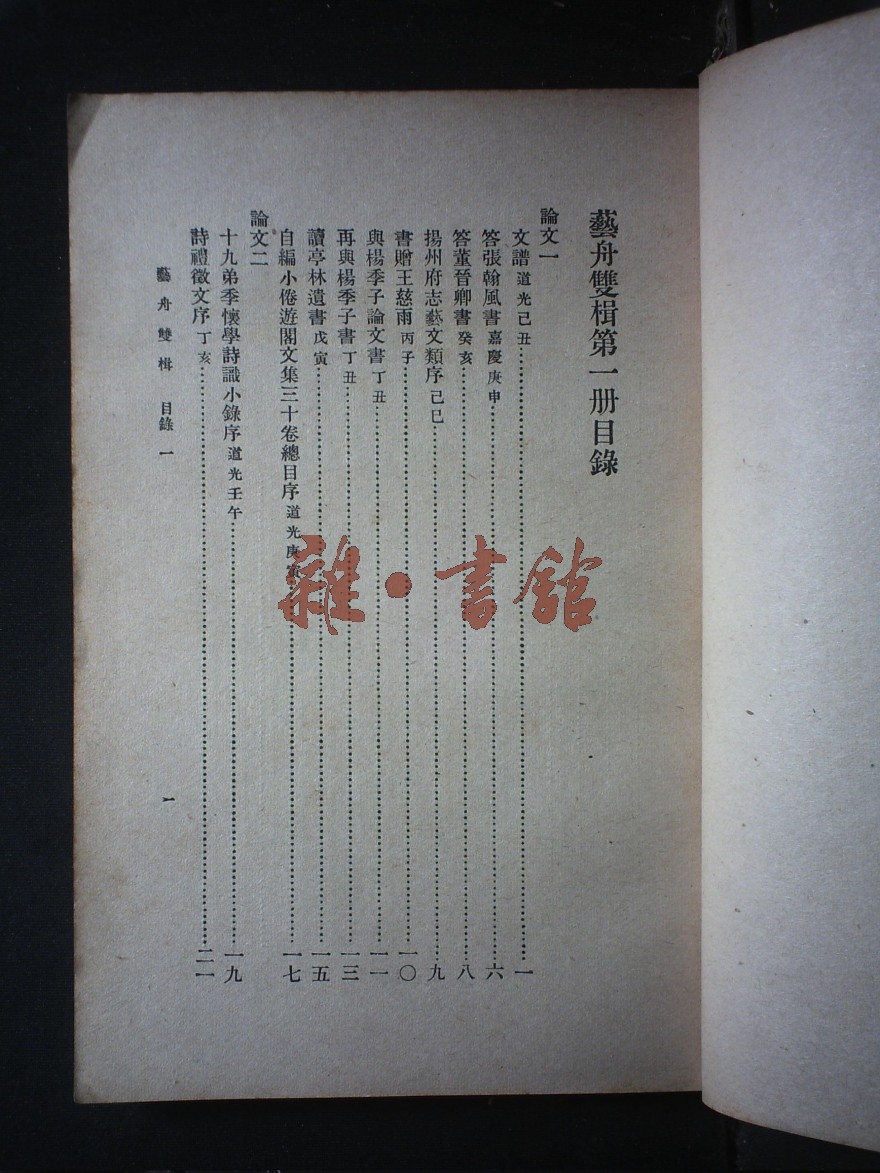 藝舟雙楫第一册目錄
論文一
文譜 道光己丑……一
答張翰風書 嘉慶庚申……六
答董晉卿書 癸亥……八
揚州府志藝文類序 己巳……九
書贈王慈雨 丙子……一〇
與楊季子論文書 丁丑……一一
再與楊季子書 丁丑……一三
讀亭林遺書 戊寅……一五
自編小倦遊閣文集三十卷總目序 道光庚寅……一七
論文二
十九弟季懷學詩識小錄序 道光壬午……一九
詩禮徵文序 丁亥……二一
藝舟雙楫 目錄一
一
雜·書館